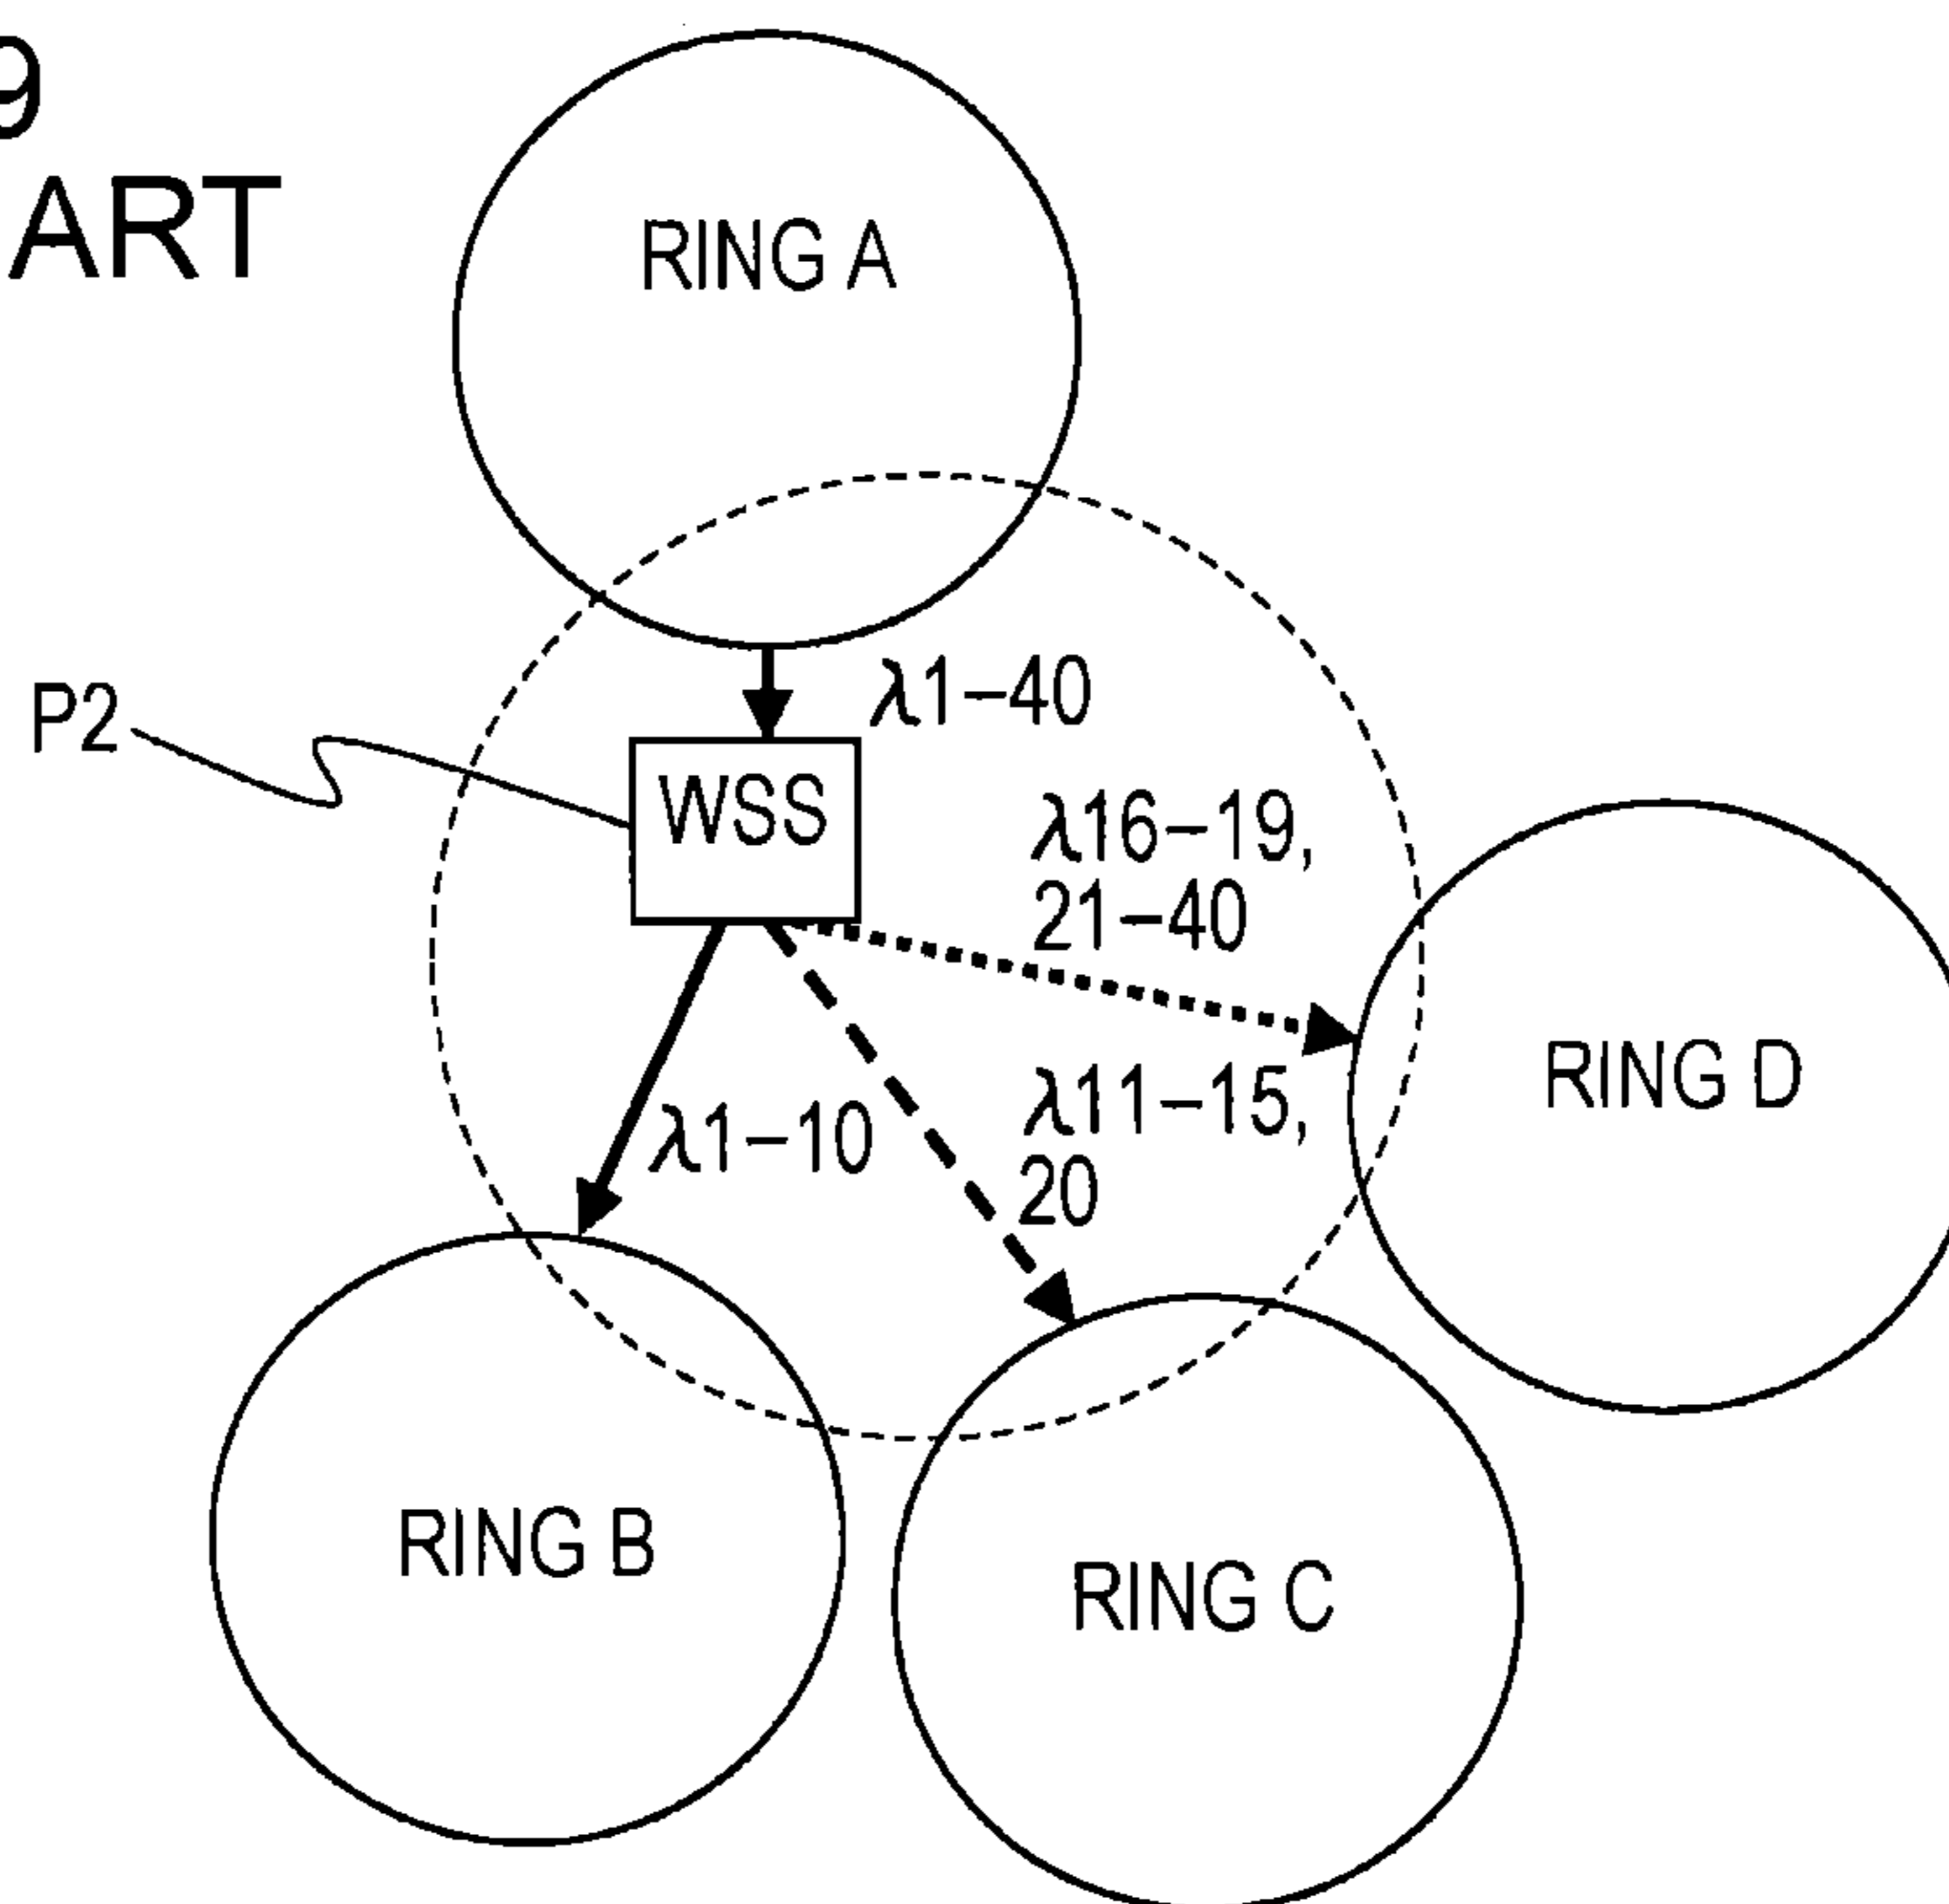 9
ART
RING A
λ1–40
P2
WSS
λ16–19,
21–40
RING D
λ11–15,
20
λ1–10
RING B
RING C